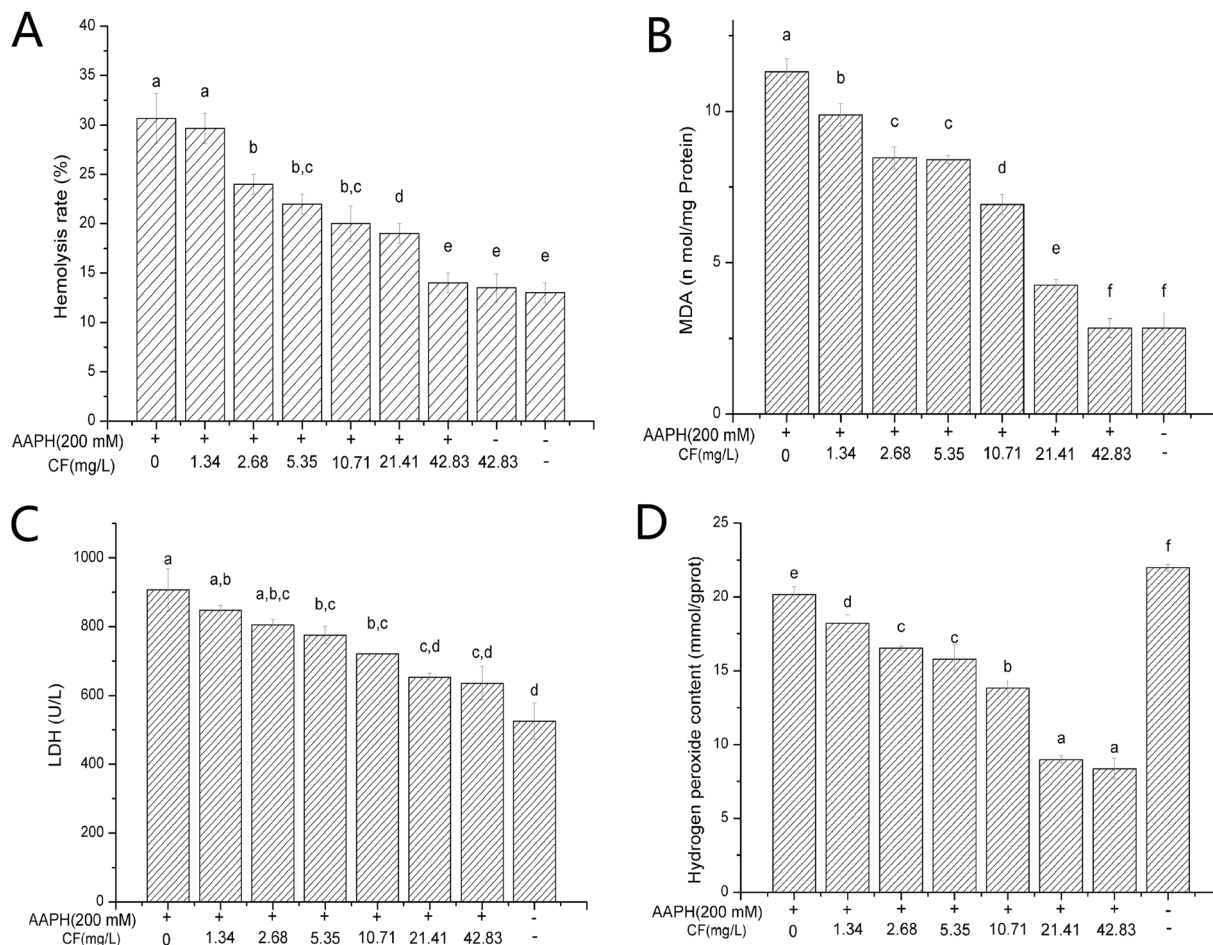 A
Hemolysis rate (%)
40
35
30
25
20
15
10
5
0
a
a
b
b,c
b,c
d
e
e
e
AAPH(200 mM) + + + + + + + - -
CF(mg/L) 0 1.34 2.68 5.35 10.71 21.41 42.83 42.83 -
B
MDA (n mol/mg Protein)
10
5
0
a
b
c
c
d
e
f
f
AAPH(200 mM) + + + + + + + -
CF(mg/L) 0 1.34 2.68 5.35 10.71 21.41 42.83 -
C
LDH (U/L)
1000
800
600
400
200
0
a
a,b
a,b,c
b,c
b,c
c,d
c,d
d
AAPH(200 mM) + + + + + + + -
CF(mg/L) 0 1.34 2.68 5.35 10.71 21.41 42.83 -
D
Hydrogen peroxide content (mmol/gprot)
25
20
15
10
5
0
e
d
c
c
b
a
a
f
AAPH(200 mM) + + + + + + + -
CF(mg/L) 0 1.34 2.68 5.35 10.71 21.41 42.83 -